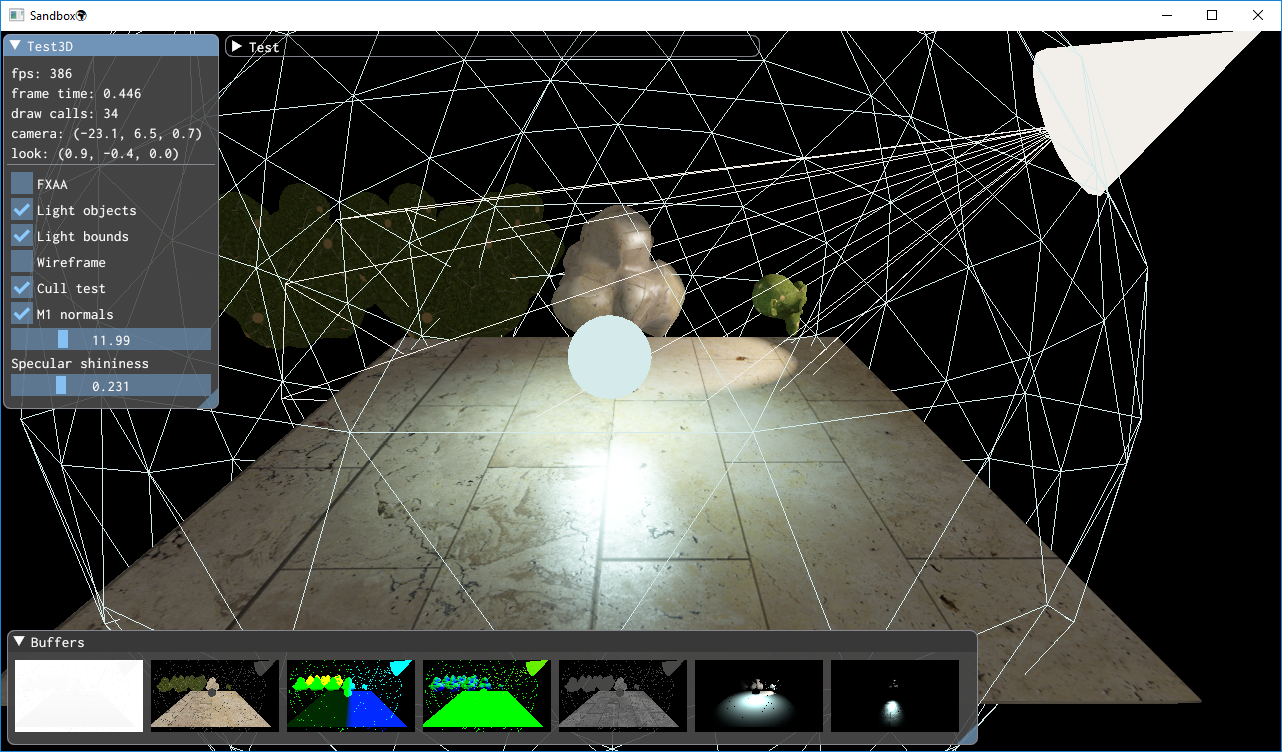 Sandbox
Test3D
Test
fps: 386
frame time: 0.446
draw calls: 34
camera: (-23.1, 6.5, 0.7)
look: (0.9, -0.4, 0.0)
FXAA
Light objects
Light bounds
Wireframe
Cull test
M1 normals
11.99
Specular shininess
0.231
Buffers